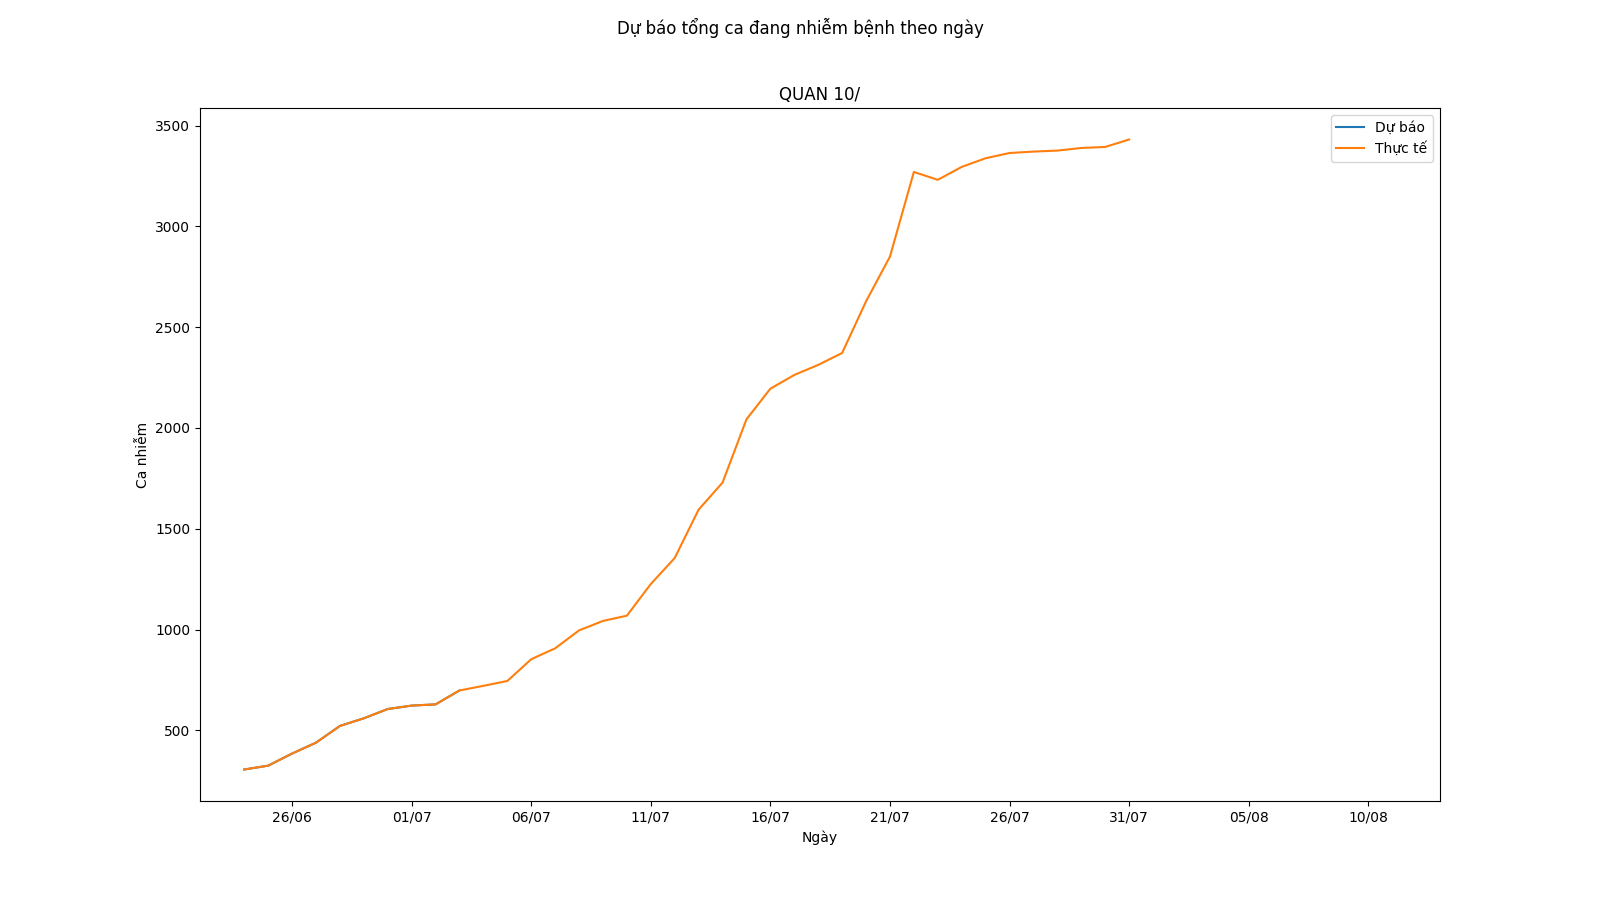 Dự báo tổng ca đang nhiễm bệnh theo ngày
QUAN 10/
3500
3000
2500
2000
1500
1000
500
Ca nhiễm
Dự báo
Thực tế
26/06 01/07 06/07 11/07 16/07 21/07 26/07 31/07 05/08 10/08
Ngày